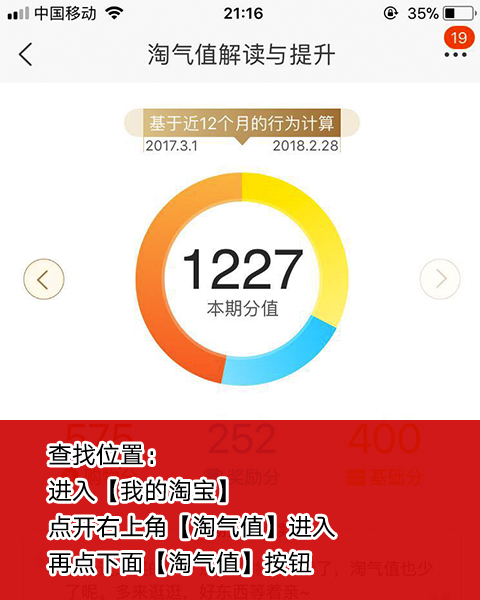 中国移动
21:16
35%
淘气值解读与提升
19
基于近12个月的行为计算
2017.3.1
2018.2.28
1227
本期分值
575
252
400
奖励分
基础分
查找位置：
进入【我的淘宝】
点开右上角【淘气值】进入
再点下面【淘气值】按钮
了，淘气值也少
了呢，多来逛逛，好东西等着亲~